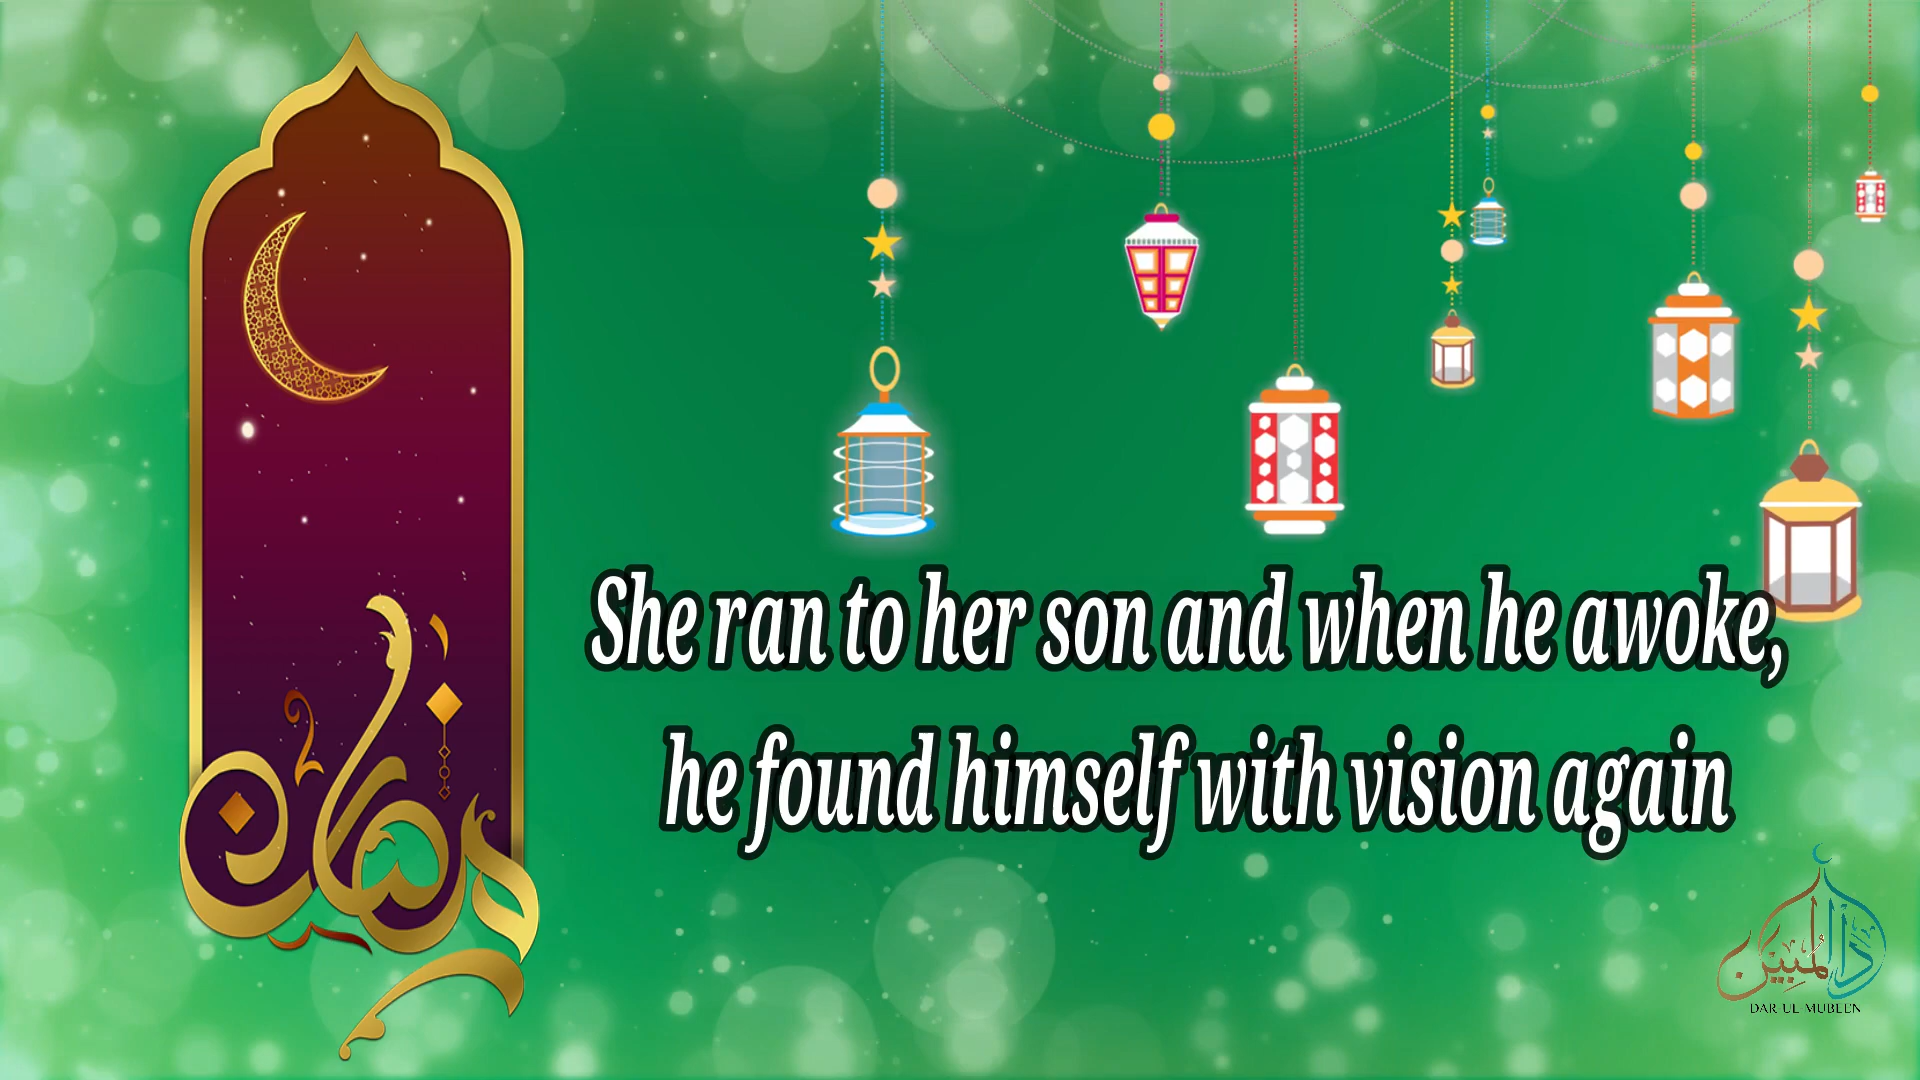 رمضان
She ran to her son and when he awoke,
he found himself with vision again
دار المبين
DAR UL MUBEEN